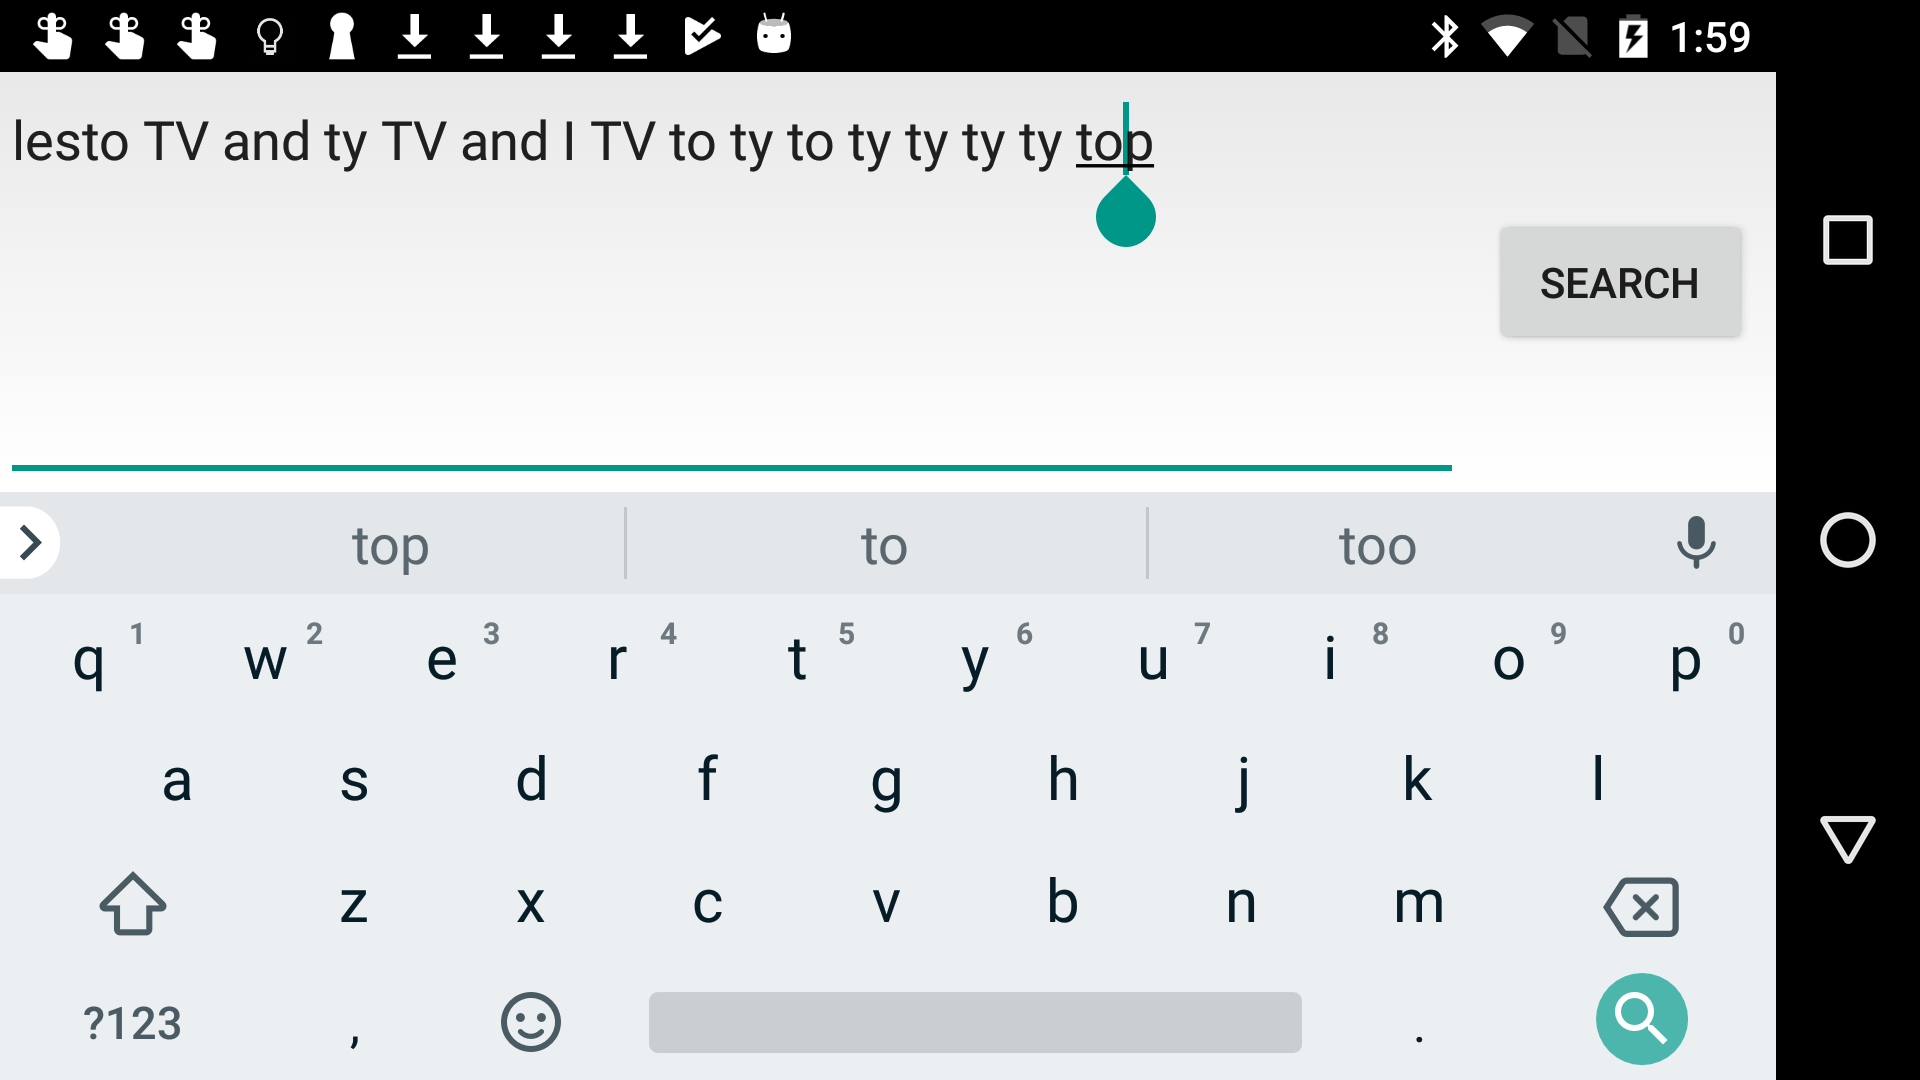 1:59
lesto TV and ty TV and I TV to ty to ty ty ty ty top
SEARCH
top to too
q 1 w 2 e 3 r 4 t 5 y 6 u 7 i 8 o 9 p 0
a s d f g h j k l
z x c v b n m
?123 , .